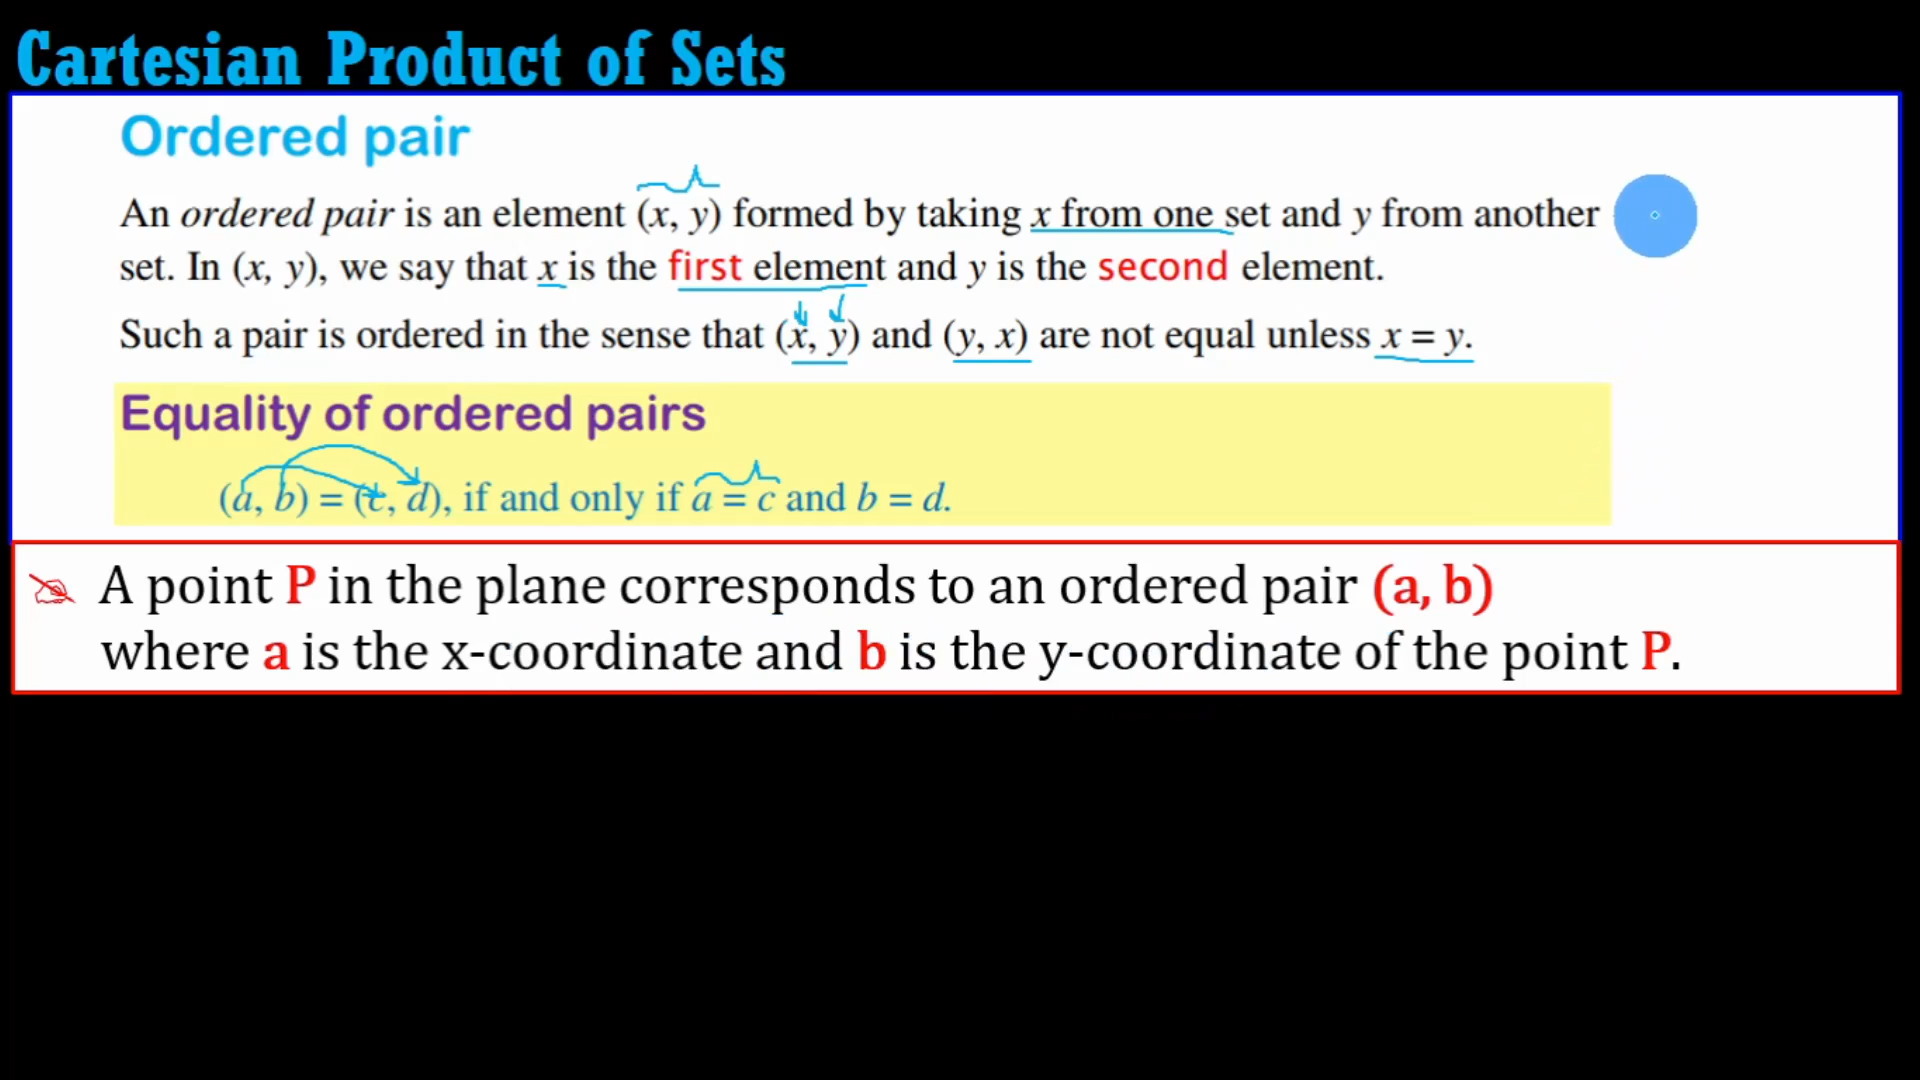 Cartesian Product of Sets
Ordered pair
An ordered pair is an element (x, y) formed by taking x from one set and y from another
set. In (x, y), we say that x is the first element and y is the second element.
Such a pair is ordered in the sense that (x, y) and (y, x) are not equal unless x = y.
Equality of ordered pairs
(a, b) = (c, d), if and only if a = c and b = d.
A point P in the plane corresponds to an ordered pair (a, b)
where a is the x-coordinate and b is the y-coordinate of the point P.